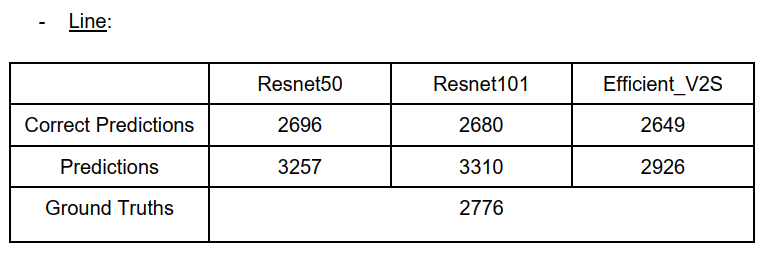 - Line:
Resnet50 Resnet101 Efficient_V2S
Correct Predictions 2696 2680 2649
Predictions 3257 3310 2926
Ground Truths 2776